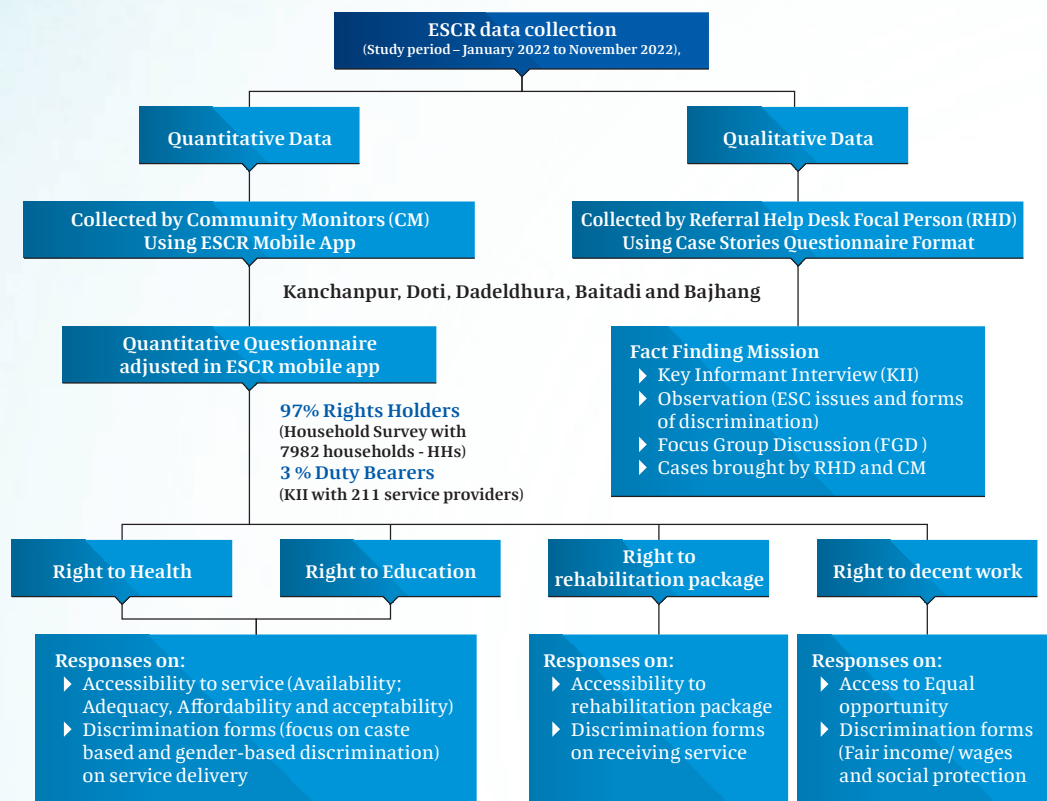 ESCR data collection
(Study period – January 2022 to November 2022),
Quantitative Data
Qualitative Data
Collected by Community Monitors (CM)
Using ESCR Mobile App
Collected by Referral Help Desk Focal Person (RHD)
Using Case Stories Questionnaire Format
Kanchanpur, Doti, Dadeldhura, Baitadi and Bajhang
Quantitative Questionnaire
adjusted in ESCR mobile app
Fact Finding Mission
Key Informant Interview (KII)
Observation (ESC issues and forms
of discrimination)
Focus Group Discussion (FGD )
Cases brought by RHD and CM
97% Rights Holders
(Household Survey with
7982 households - HHs)
3 % Duty Bearers
(KII with 211 service providers)
Right to Health
Right to Education
Right to
rehabilitation package
Right to decent work
Responses on:
Accessibility to service (Availability;
Adequacy, Affordability and acceptability)
Discrimination forms (focus on caste
based and gender-based discrimination)
on service delivery
Responses on:
Accessibility to
rehabilitation package
Discrimination forms
on receiving service
Responses on:
Access to Equal
opportunity
Discrimination forms
(Fair income/ wages
and social protection